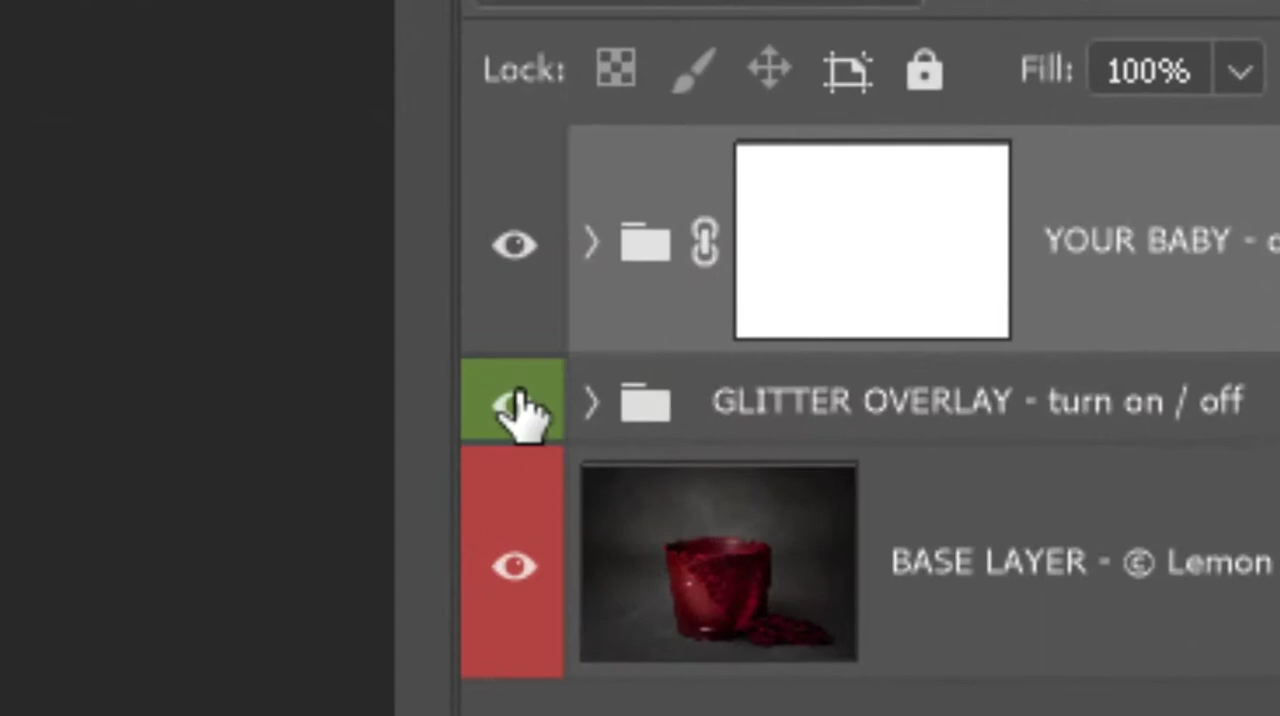 Lock: Fill: 100%
YOUR BABY -
GLITTER OVERLAY - turn on / off
BASE LAYER - © Lemon